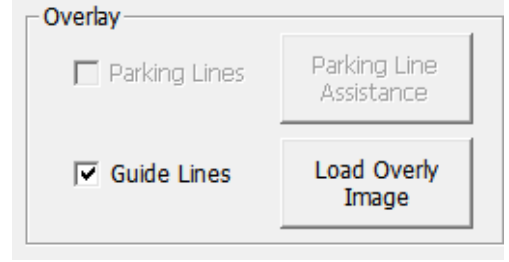 Overlay
Parking Lines
Parking Line
Assistance
Guide Lines
Load Overly
Image